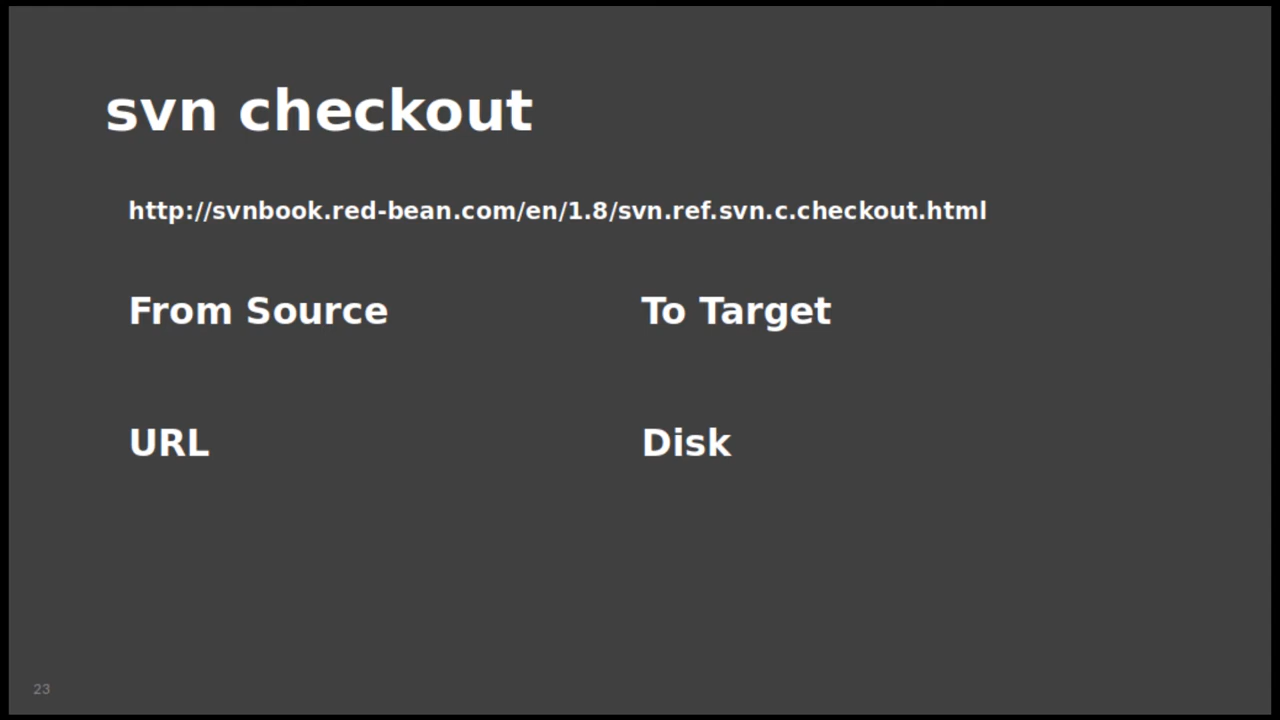 svn checkout
http://svnbook.red-bean.com/en/1.8/svn.ref.svn.c.checkout.html
From Source To Target
URL Disk
23